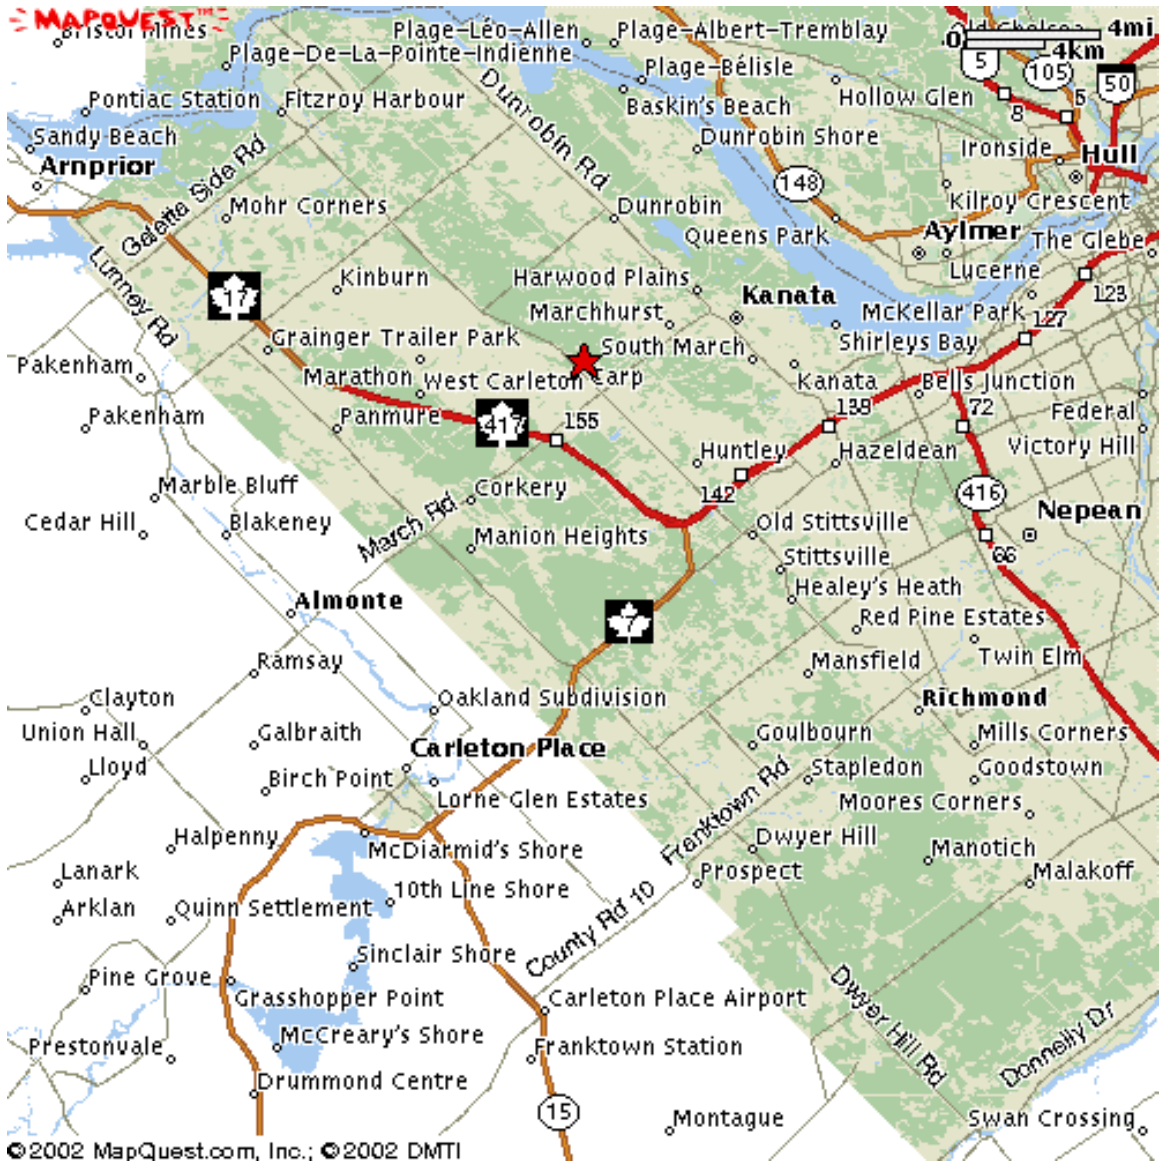 MAPQUEST™
Bristol Mines
Plage-Léo-Allen
Plage-Albert-Tremblay
Old Chelsea
0
4mi
4km
Plage-De-La-Pointe-Indienne
Plage-Bélisle
5
105
50
Pontiac Station
Fitzroy Harbour
Dunrobin Rd
Baskin's Beach
Hollow Glen
8
5
Sandy Beach
Dunrobin Shore
Ironside
Hull
Arnprior
Galetta Side Rd
148
Mohr Corners
Dunrobin
Kilroy Crescent
Queens Park
Aylmer
The Glebe
Lumney Rd
17
Kinburn
Harwood Plains
Kanata
Lucerne
123
Marchhurst
McKellar Park
127
Grainger Trailer Park
South March
Shirleys Bay
Pakenham
Marathon
West Carleton
Carp
Kanata
Bells Junction
Pakenham
Panmure
417
155
138
72
Federal
Huntley
Hazeldean
Victory Hill
Marble Bluff
Corkery
142
416
Cedar Hill
Blakeney
March Rd
Manion Heights
Old Stittsville
Nepean
Stittsville
66
Almonte
7
Healey's Heath
Red Pine Estates
Ramsay
Mansfield
Twin Elm
Clayton
Oakland Subdivision
Richmond
Union Hall
Galbraith
Carleton Place
Goulbourn
Mills Corners
Lloyd
Birch Point
Franktown Rd
Stapledon
Goodstown
Lorne Glen Estates
Moores Corners
Halpenny
McDiarmid's Shore
Dwyer Hill
Manotich
Lanark
10th Line Shore
Prospect
Malakoff
Arklan
Quinn Settlement
County Rd 10
Sinclair Shore
Pine Grove
Grasshopper Point
Carleton Place Airport
Dwyer Hill Rd
McCreary's Shore
Prestonvale
Franktown Station
Donnelly Dr
Drummond Centre
15
Montague
Swan Crossing
©2002 MapQuest.com, Inc.; ©2002 DMTI